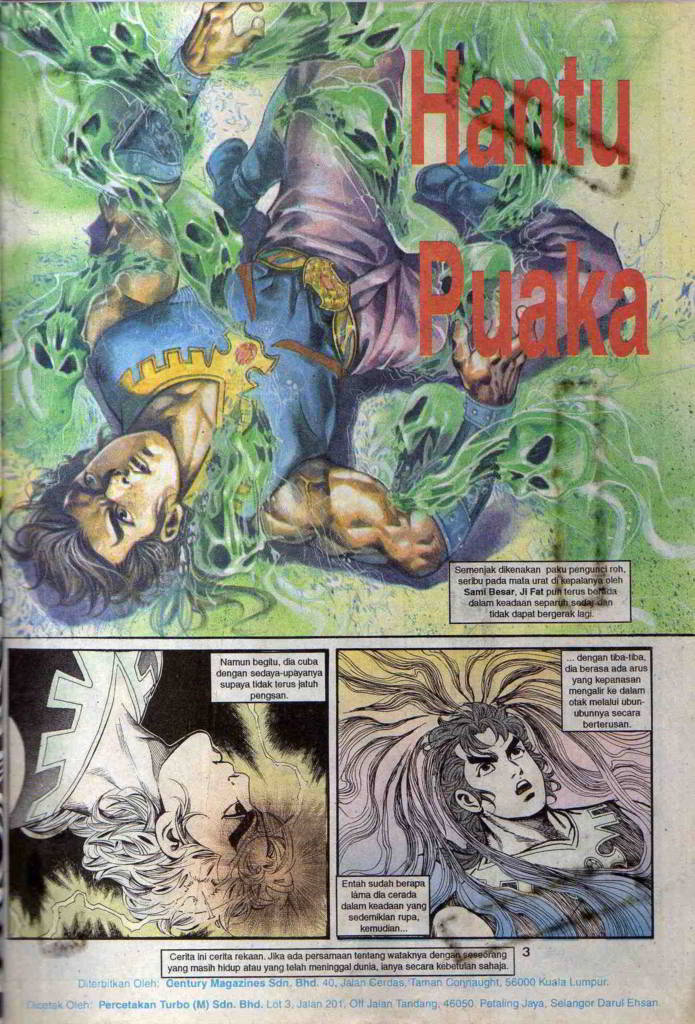 Hantu
Puaka
Semenjak dikenakan paku pengunci roh,
seribu pada mata urat di kepalanya oleh
Sami Besar, Ji Fat pun terus berada
dalam keadaan separuh sedar dan
tidak dapat bergerak lagi.
Namun begitu, dia cuba
dengan sedaya-upayanya
supaya tidak terus jatuh
pengsan.
... dengan tiba-tiba,
dia berasa ada arus
yang kepanasan
mengalir ke dalam
otak melalui ubun-
ubunnya secara
berterusan.
Entah sudah berapa
lama dia cerada
dalam keadaan yang
sedemikian rupa,
kemudian...
Cerita ini cerita rekaan. Jika ada persamaan tentang wataknya dengan seseorang
yang masih hidup atau yang telah meninggal dunia, ianya secara kebetulan sahaja.
3
Diterbitkan Oleh: Century Magazines Sdn. Bhd. 40, Jalan Cerdas, Taman Connaught, 56000 Kuala Lumpur.
Dicetak Oleh: Percetakan Turbo (M) Sdn. Bhd. Lot 3, Jalan 201, Off Jalan Tandang, 46050, Petaling Jaya, Selangor Darul Ehsan.